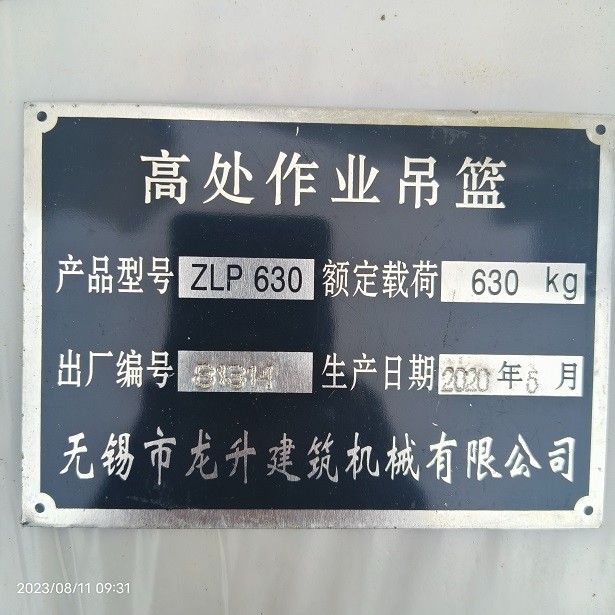 高处作业吊篮
产品型号 ZLP 630 额定载荷 630 kg
出厂编号 生产日期 2020 年 月
无锡市龙升建筑机械有限公司
2023/08/11 09:31